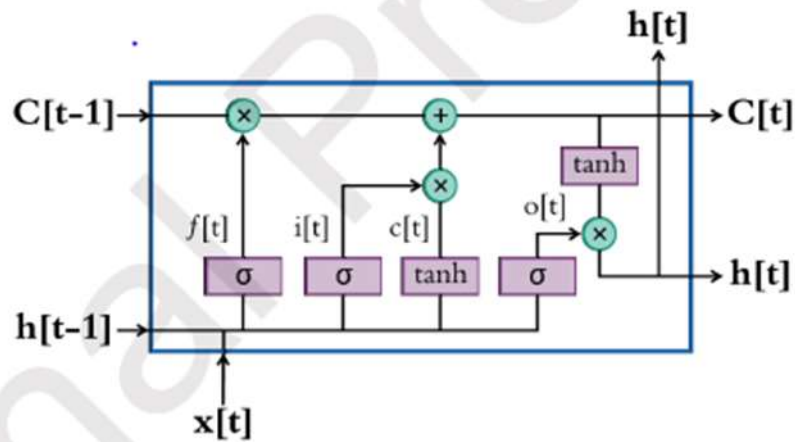 h[t]
C[t-1]
×
+
C[t]
tanh
×
o[t]
f[t]
i[t]
c[t]
×
σ
σ
tanh
σ
h[t]
h[t-1]
x[t]